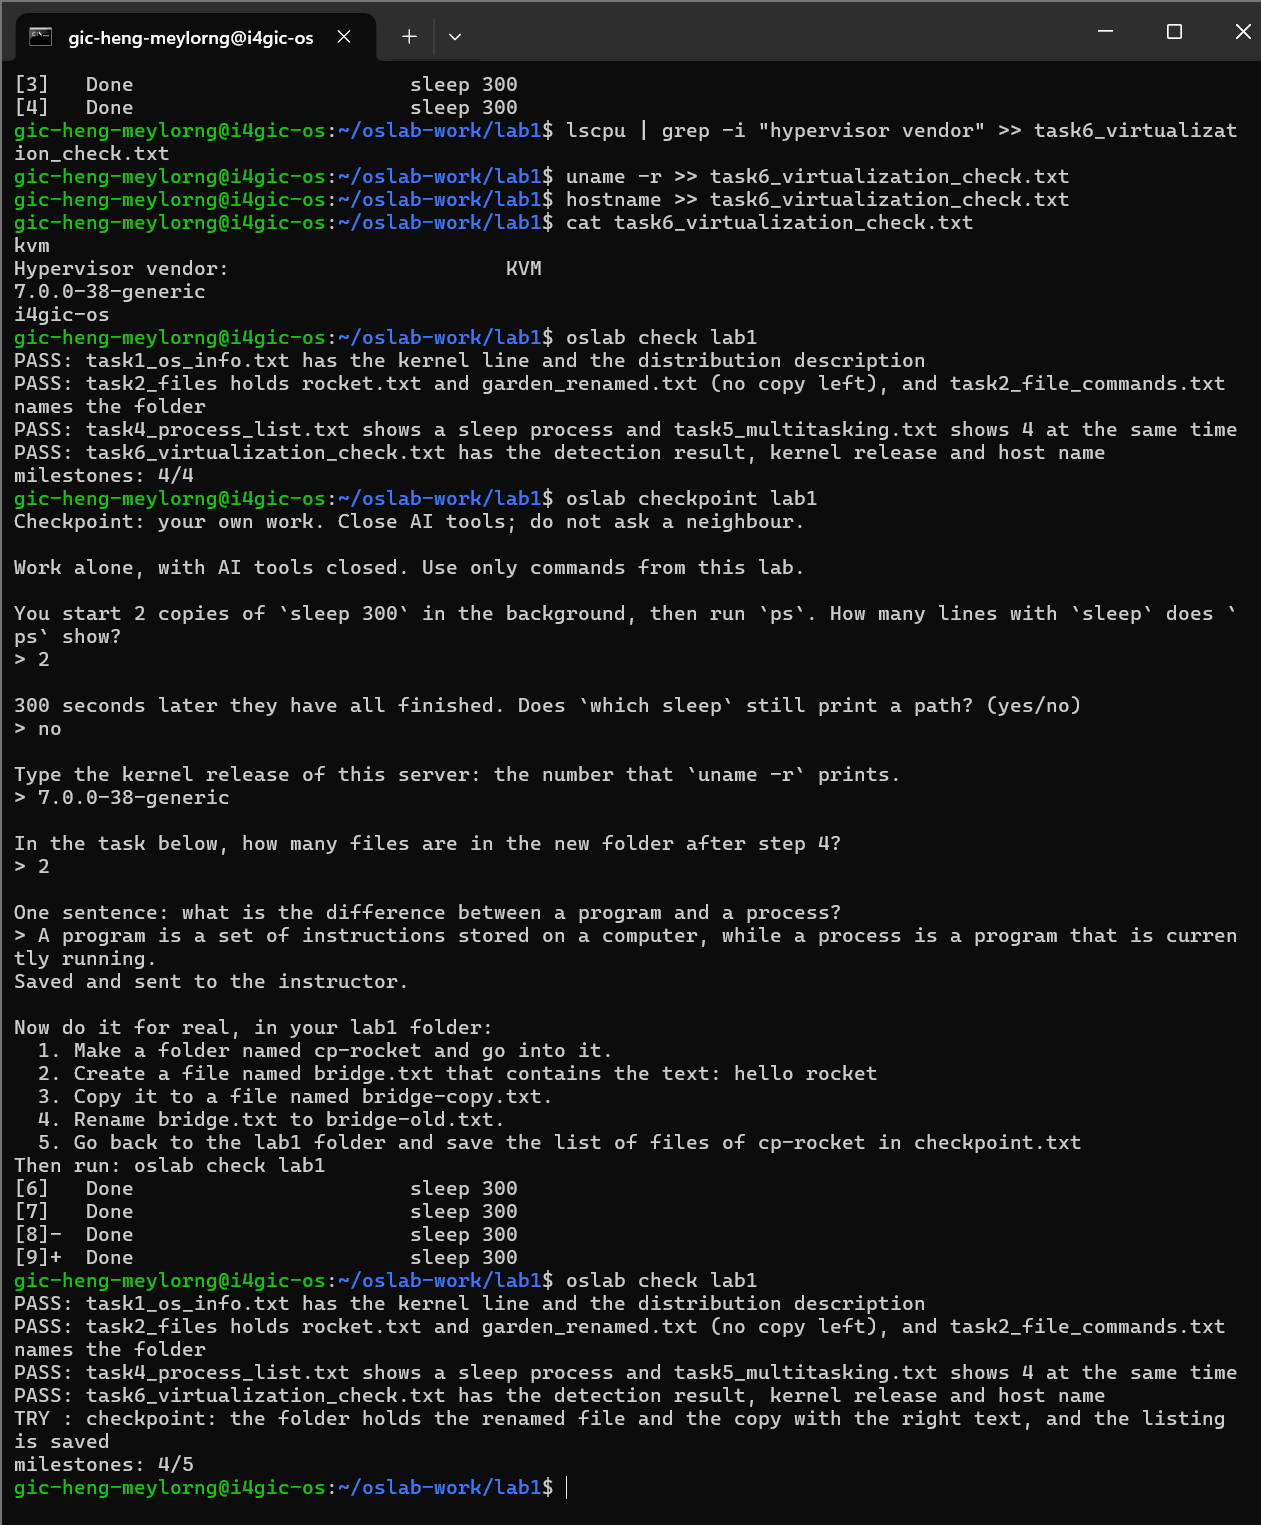 gic-heng-meylorng@i4gic-os
[3]   Done                       sleep 300
[4]   Done                       sleep 300
gic-heng-meylorng@i4gic-os:~/oslab-work/lab1$ lscpu | grep -i "hypervisor vendor" >> task6_virtualizat
ion_check.txt
gic-heng-meylorng@i4gic-os:~/oslab-work/lab1$ uname -r >> task6_virtualization_check.txt
gic-heng-meylorng@i4gic-os:~/oslab-work/lab1$ hostname >> task6_virtualization_check.txt
gic-heng-meylorng@i4gic-os:~/oslab-work/lab1$ cat task6_virtualization_check.txt
kvm
Hypervisor vendor:                       KVM
7.0.0-38-generic
i4gic-os
gic-heng-meylorng@i4gic-os:~/oslab-work/lab1$ oslab check lab1
PASS: task1_os_info.txt has the kernel line and the distribution description
PASS: task2_files holds rocket.txt and garden_renamed.txt (no copy left), and task2_file_commands.txt
names the folder
PASS: task4_process_list.txt shows a sleep process and task5_multitasking.txt shows 4 at the same time
PASS: task6_virtualization_check.txt has the detection result, kernel release and host name
milestones: 4/4
gic-heng-meylorng@i4gic-os:~/oslab-work/lab1$ oslab checkpoint lab1
Checkpoint: your own work. Close AI tools; do not ask a neighbour.

Work alone, with AI tools closed. Use only commands from this lab.

You start 2 copies of `sleep 300` in the background, then run `ps`. How many lines with `sleep` does `
ps` show?
> 2

300 seconds later they have all finished. Does `which sleep` still print a path? (yes/no)
> no

Type the kernel release of this server: the number that `uname -r` prints.
> 7.0.0-38-generic

In the task below, how many files are in the new folder after step 4?
> 2

One sentence: what is the difference between a program and a process?
> A program is a set of instructions stored on a computer, while a process is a program that is curren
tly running.
Saved and sent to the instructor.

Now do it for real, in your lab1 folder:
  1. Make a folder named cp-rocket and go into it.
  2. Create a file named bridge.txt that contains the text: hello rocket
  3. Copy it to a file named bridge-copy.txt.
  4. Rename bridge.txt to bridge-old.txt.
  5. Go back to the lab1 folder and save the list of files of cp-rocket in checkpoint.txt
Then run: oslab check lab1
[6]   Done                       sleep 300
[7]   Done                       sleep 300
[8]-  Done                       sleep 300
[9]+  Done                       sleep 300
gic-heng-meylorng@i4gic-os:~/oslab-work/lab1$ oslab check lab1
PASS: task1_os_info.txt has the kernel line and the distribution description
PASS: task2_files holds rocket.txt and garden_renamed.txt (no copy left), and task2_file_commands.txt
names the folder
PASS: task4_process_list.txt shows a sleep process and task5_multitasking.txt shows 4 at the same time
PASS: task6_virtualization_check.txt has the detection result, kernel release and host name
TRY : checkpoint: the folder holds the renamed file and the copy with the right text, and the listing
is saved
milestones: 4/5
gic-heng-meylorng@i4gic-os:~/oslab-work/lab1$